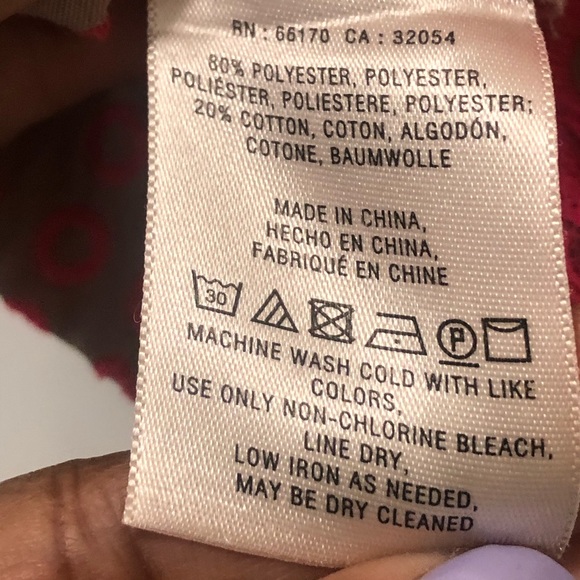 RN : 66170 CA : 32054
80% POLYESTER, POLYESTER,
POLIÉSTER, POLIESTERE, POLYESTER;
20% COTTON, COTON, ALGODÓN,
COTONE, BAUMWOLLE
MADE IN CHINA,
HECHO EN CHINA,
FABRIQUÉ EN CHINE
30 P
MACHINE WASH COLD WITH LIKE
COLORS,
USE ONLY NON-CHLORINE BLEACH,
LINE DRY,
LOW IRON AS NEEDED,
MAY BE DRY CLEANED